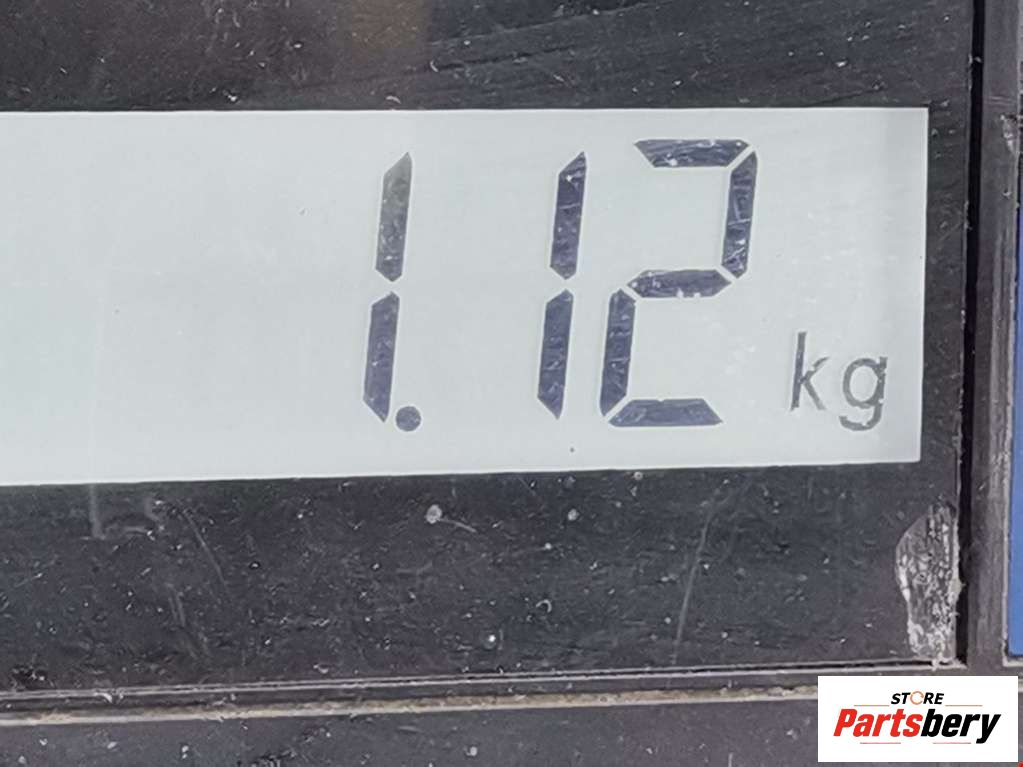 1.12 kg
STORE
Partsbery